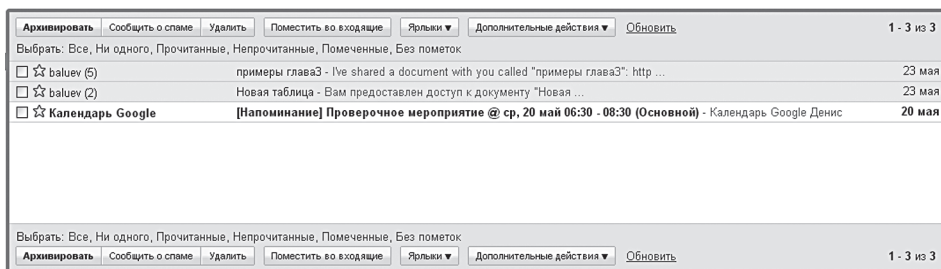 Архивировать Сообщить о спаме Удалить Поместить во входящие Ярлыки ▼ Дополнительные действия ▼ Обновить 1 - 3 из 3
Выбрать: Все, Ни одного, Прочитанные, Непрочитанные, Помеченные, Без пометок
baluev (5) примеры глава3 - I've shared a document with you called "примеры глава3": http ... 23 мая
baluev (2) Новая таблица - Вам предоставлен доступ к документу "Новая ... 23 мая
Календарь Google [Напоминание] Проверочное мероприятие @ ср, 20 май 06:30 - 08:30 (Основной) - Календарь Google Денис 20 мая
Выбрать: Все, Ни одного, Прочитанные, Непрочитанные, Помеченные, Без пометок
Архивировать Сообщить о спаме Удалить Поместить во входящие Ярлыки ▼ Дополнительные действия ▼ Обновить 1 - 3 из 3